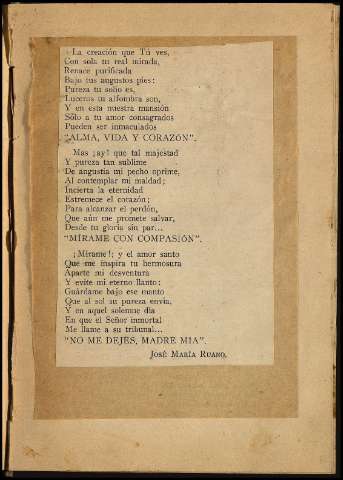 La creación que Tú ves,
Con sola tu real mirada,
Renace purificada
Bajo tus augustos pies:
Pureza tu solio es,
Luceros tu alfombra son,
Y en esta nuestra mansión
Sólo a tu amor consagrados
Pueden ser inmaculados
"ALMA, VIDA Y CORAZÓN".
Mas ¡ay! que tal majestad
Y pureza tan sublime
De angustia mi pecho oprime,
Al contemplar mi maldad;
Incierta la eternidad
Estremece el corazón;
Para alcanzar el perdón,
Que aún me promete salvar,
Desde tu gloria sin par...
"MÍRAME CON COMPASIÓN".
¡Mírame!; y el amor santo
Que me inspira tu hermosura
Aparte mi desventura
Y evite mi eterno llanto:
Guárdame bajo ese manto
Que al sol su pureza envía,
Y en aquel solemne día
En que el Señor inmortal
Me llame a su tribunal...
"NO ME DEJES, MADRE MIA".
José María Ruano.